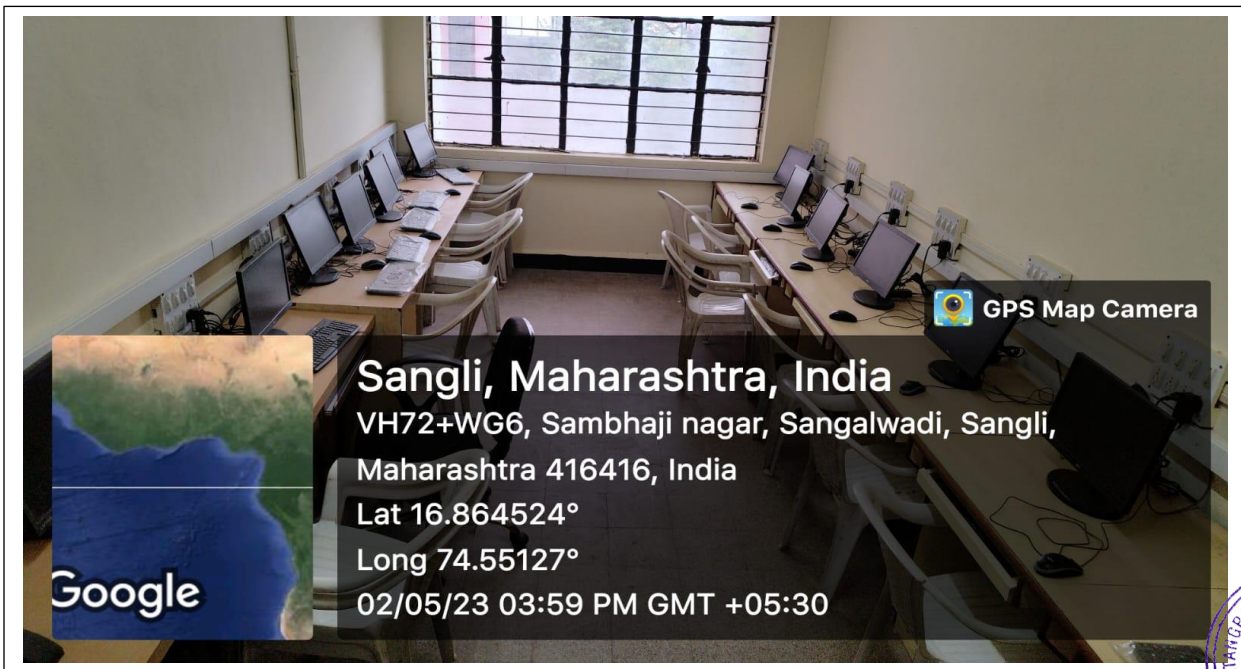 GPS Map Camera
Sangli, Maharashtra, India
VH72+WG6, Sambhaji nagar, Sangalwadi, Sangli,
Maharashtra 416416, India
Lat 16.864524°
Long 74.55127°
02/05/23 03:59 PM GMT +05:30
Google